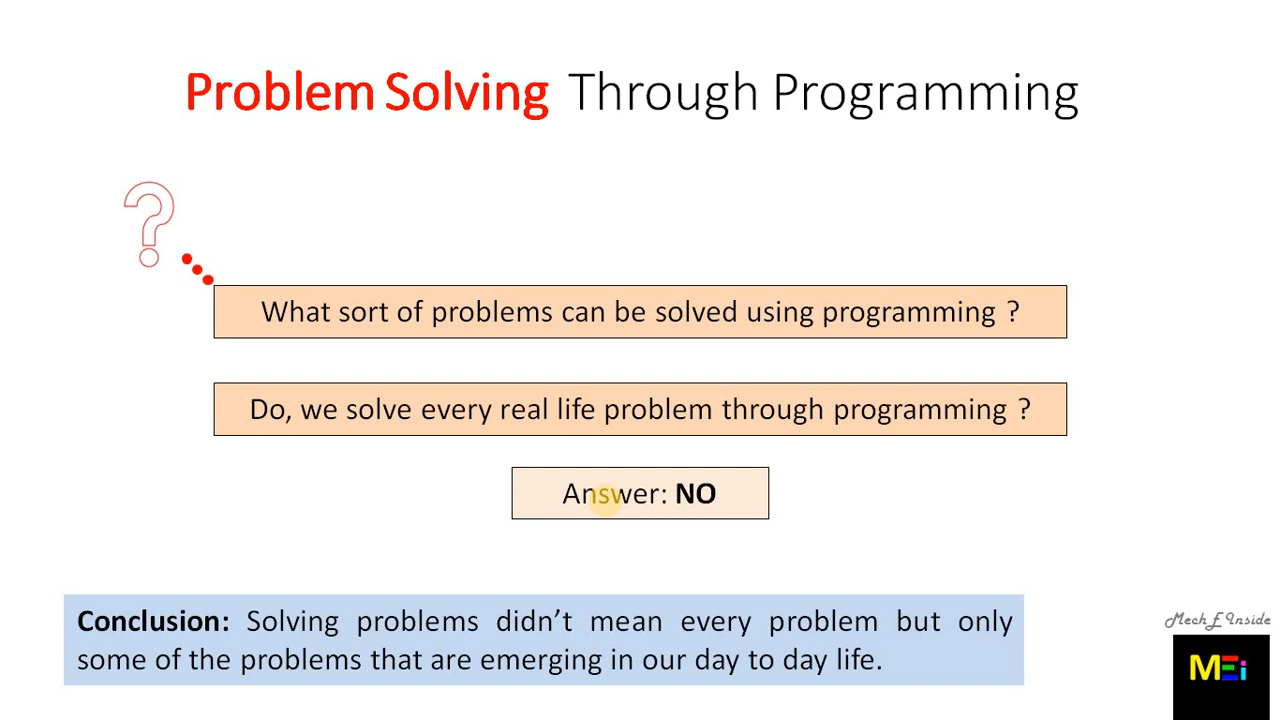 Problem Solving Through Programming
?
What sort of problems can be solved using programming ?
Do, we solve every real life problem through programming ?
Answer: NO
Conclusion: Solving problems didn’t mean every problem but only
some of the problems that are emerging in our day to day life.
Mech E Inside
MEi